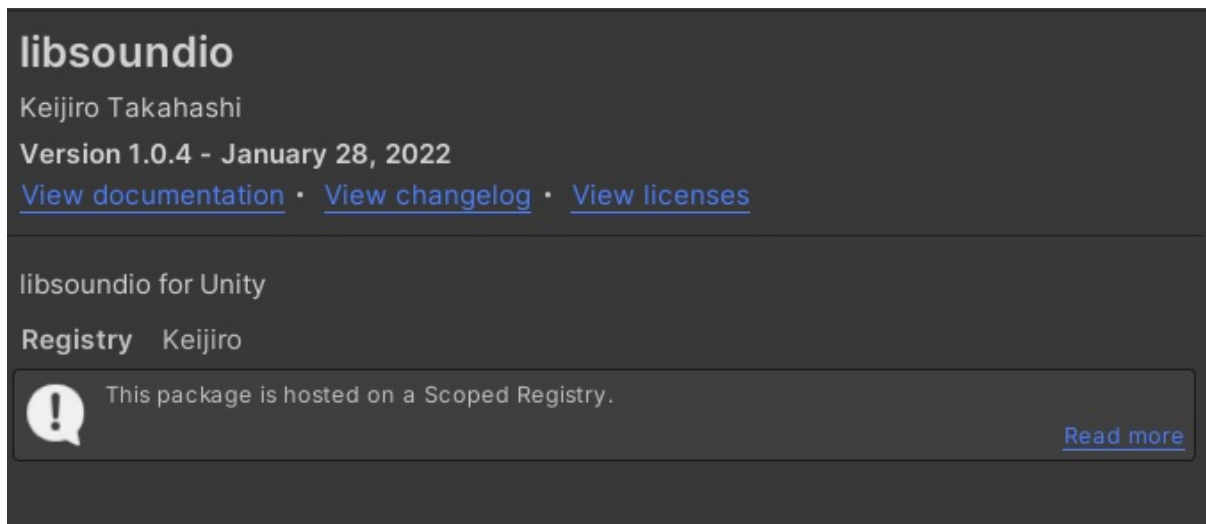 libsoundio
Keijiro Takahashi
Version 1.0.4 - January 28, 2022
View documentation • View changelog • View licenses
libsoundio for Unity
Registry Keijiro
This package is hosted on a Scoped Registry.
Read more